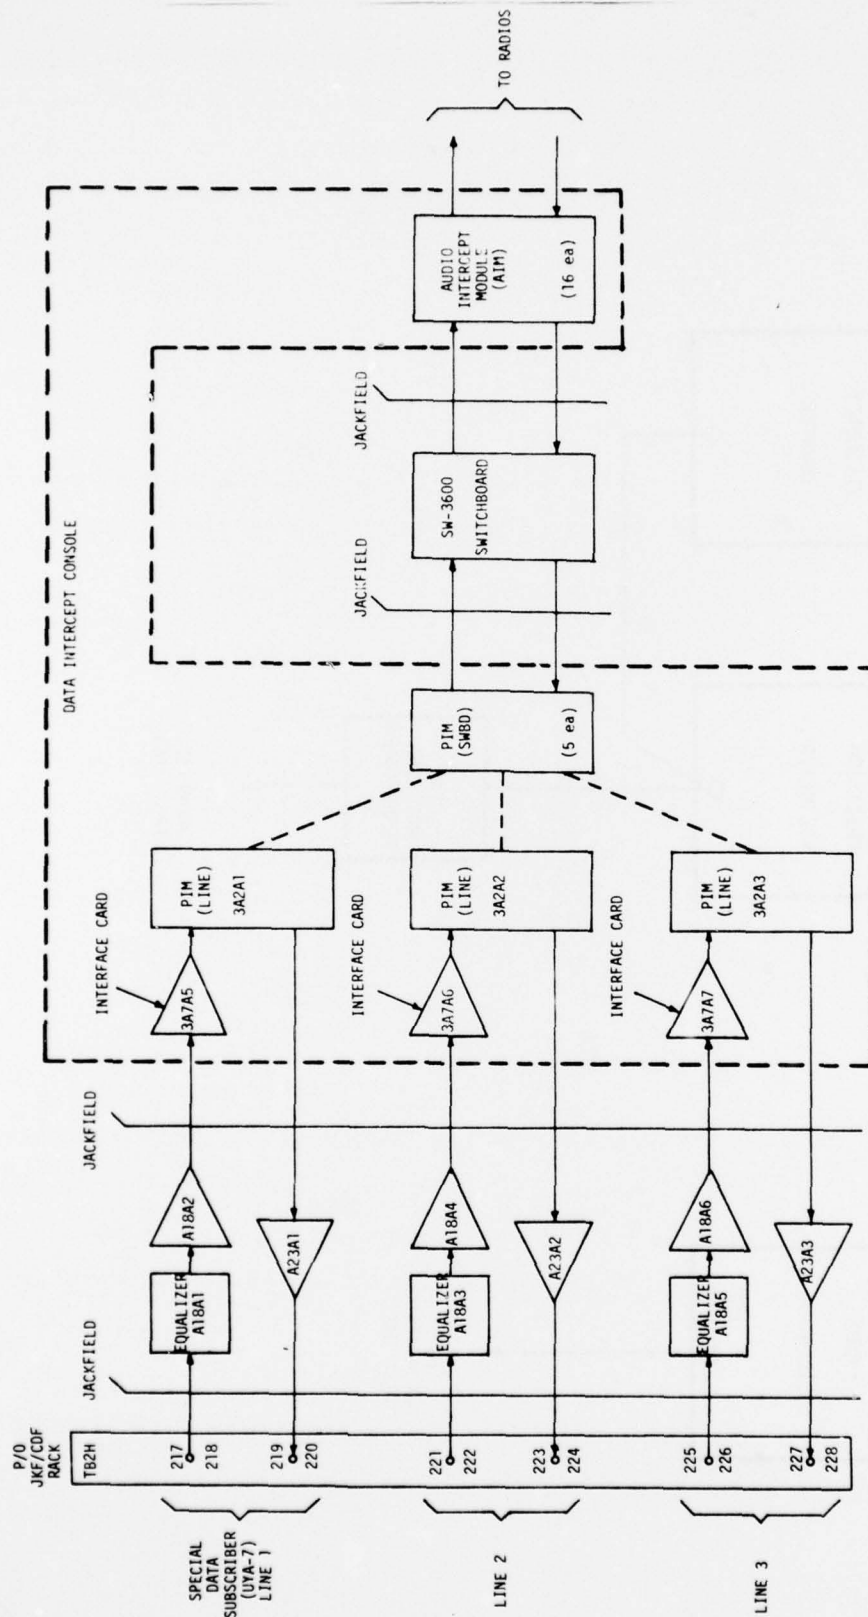 P/O
JKF/CDF
RACK
TB2H
SPECIAL
DATA
SUBSCRIBER
(UYA-7)
LINE 1
217
218
219
220
JACKFIELD
EQUALIZER
A18A1
A18A2
A23A1
JACKFIELD
DATA INTERCEPT CONSOLE
INTERFACE CARD
3A7A5
PIM
(LINE)
3A2A1
LINE 2
221
222
223
224
EQUALIZER
A18A3
A18A4
A23A2
INTERFACE CARD
3A7A6
PIM
(LINE)
3A2A2
PIM
(SWBD)
(5 ea)
JACKFIELD
SW-3600
SWITCHBOARD
JACKFIELD
AUDIO
INTERCEPT
MODULE
(AIM)
(16 ea)
TO RADIOS
LINE 3
225
226
227
228
EQUALIZER
A18A5
A18A6
A23A3
INTERFACE CARD
3A7A7
PIM
(LINE)
3A2A3